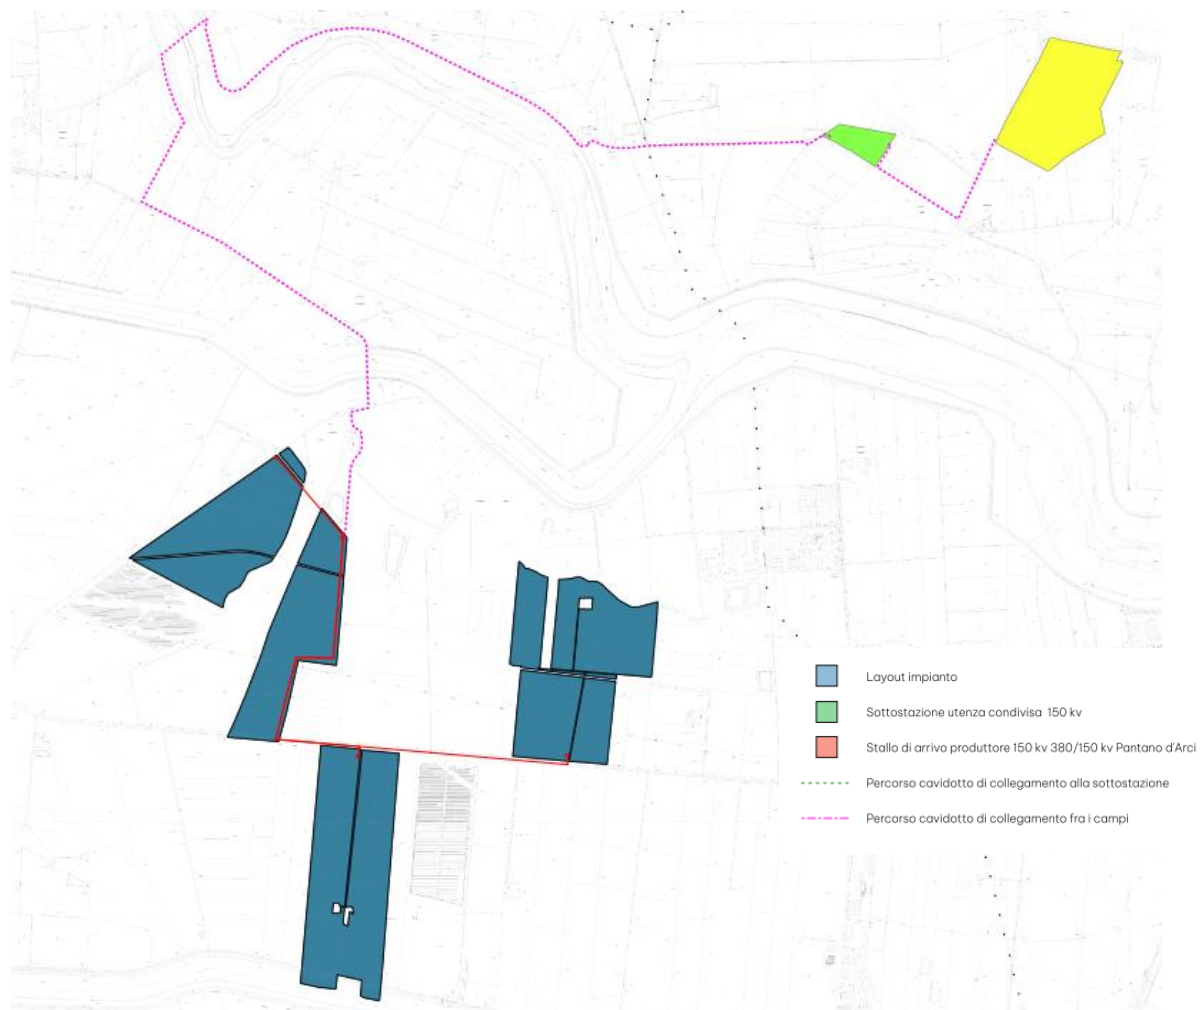 Layout impianto
Sottostazione utenza condivisa 150 kv
Stallo di arrivo produttore 150 kv 380/150 kv Pantano d'Arci
Percorso cavidotto di collegamento alla sottostazione
Percorso cavidotto di collegamento fra i campi